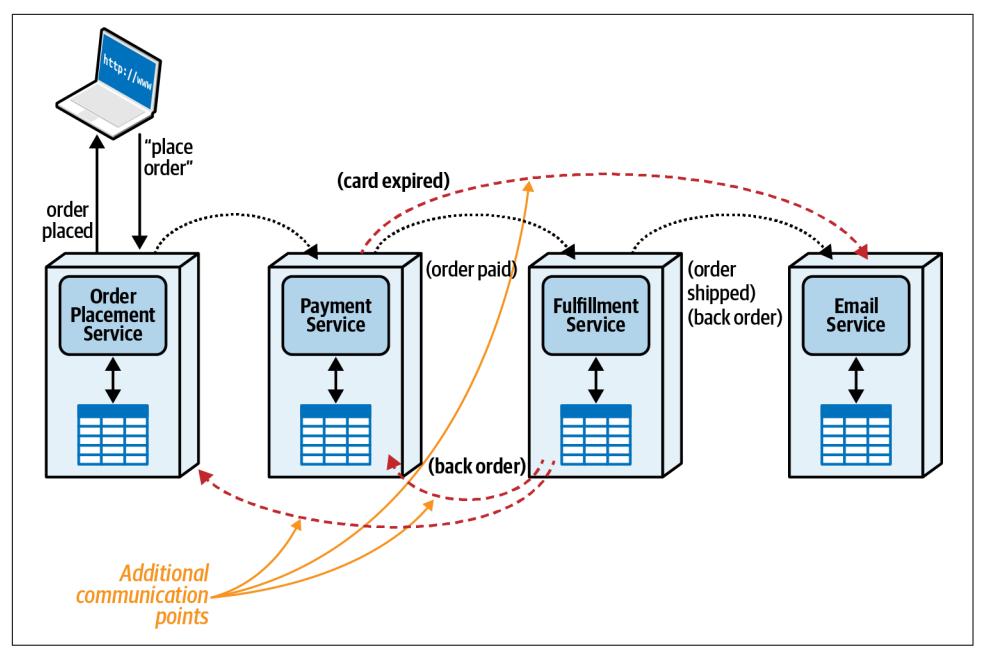 http://www
"place
order"
order
placed
(card expired)
(order paid)
(order
shipped)
(back order)
Order
Placement
Service
Payment
Service
Fulfillment
Service
Email
Service
(back order)
Additional
communication
points